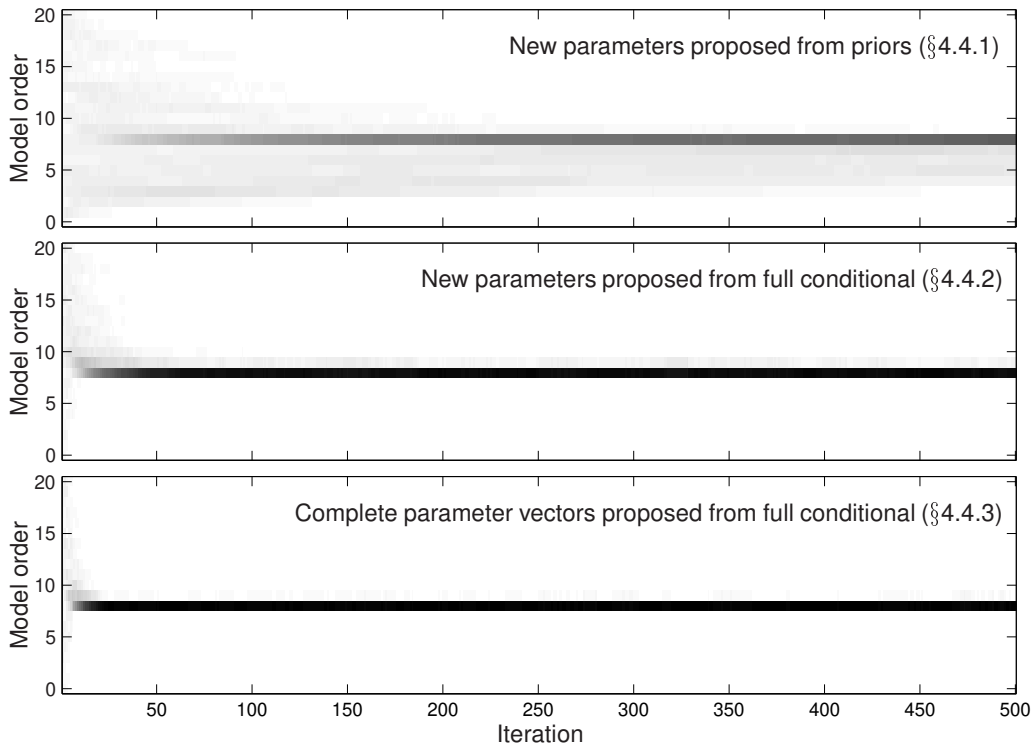 20
15
10
5
0
Model order
New parameters proposed from priors (§4.4.1)
20
15
10
5
0
Model order
New parameters proposed from full conditional (§4.4.2)
20
15
10
5
0
Model order
Complete parameter vectors proposed from full conditional (§4.4.3)
50 100 150 200 250 300 350 400 450 500
Iteration